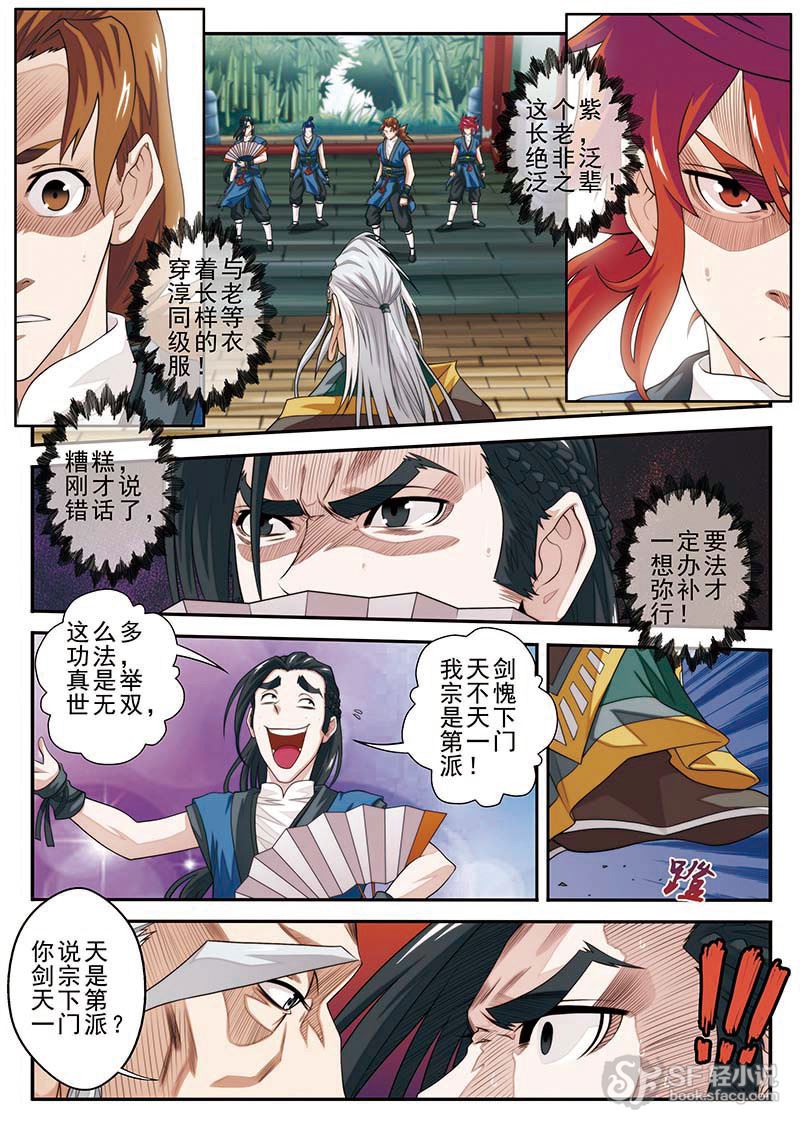 这个紫
长老，
绝非泛
泛之辈！
穿着与
淳长老
同样等
级的衣
服！
糟糕，
刚才说
错话了，
一定要
想办法
弥补才
行！
这么多
功法，
真是举
世无双，
我天剑
宗不愧
是天下
第一门
派！
蹬
你说天
剑宗是
天下第
一门派？
!!!
SF轻小说
book.sfacg.com